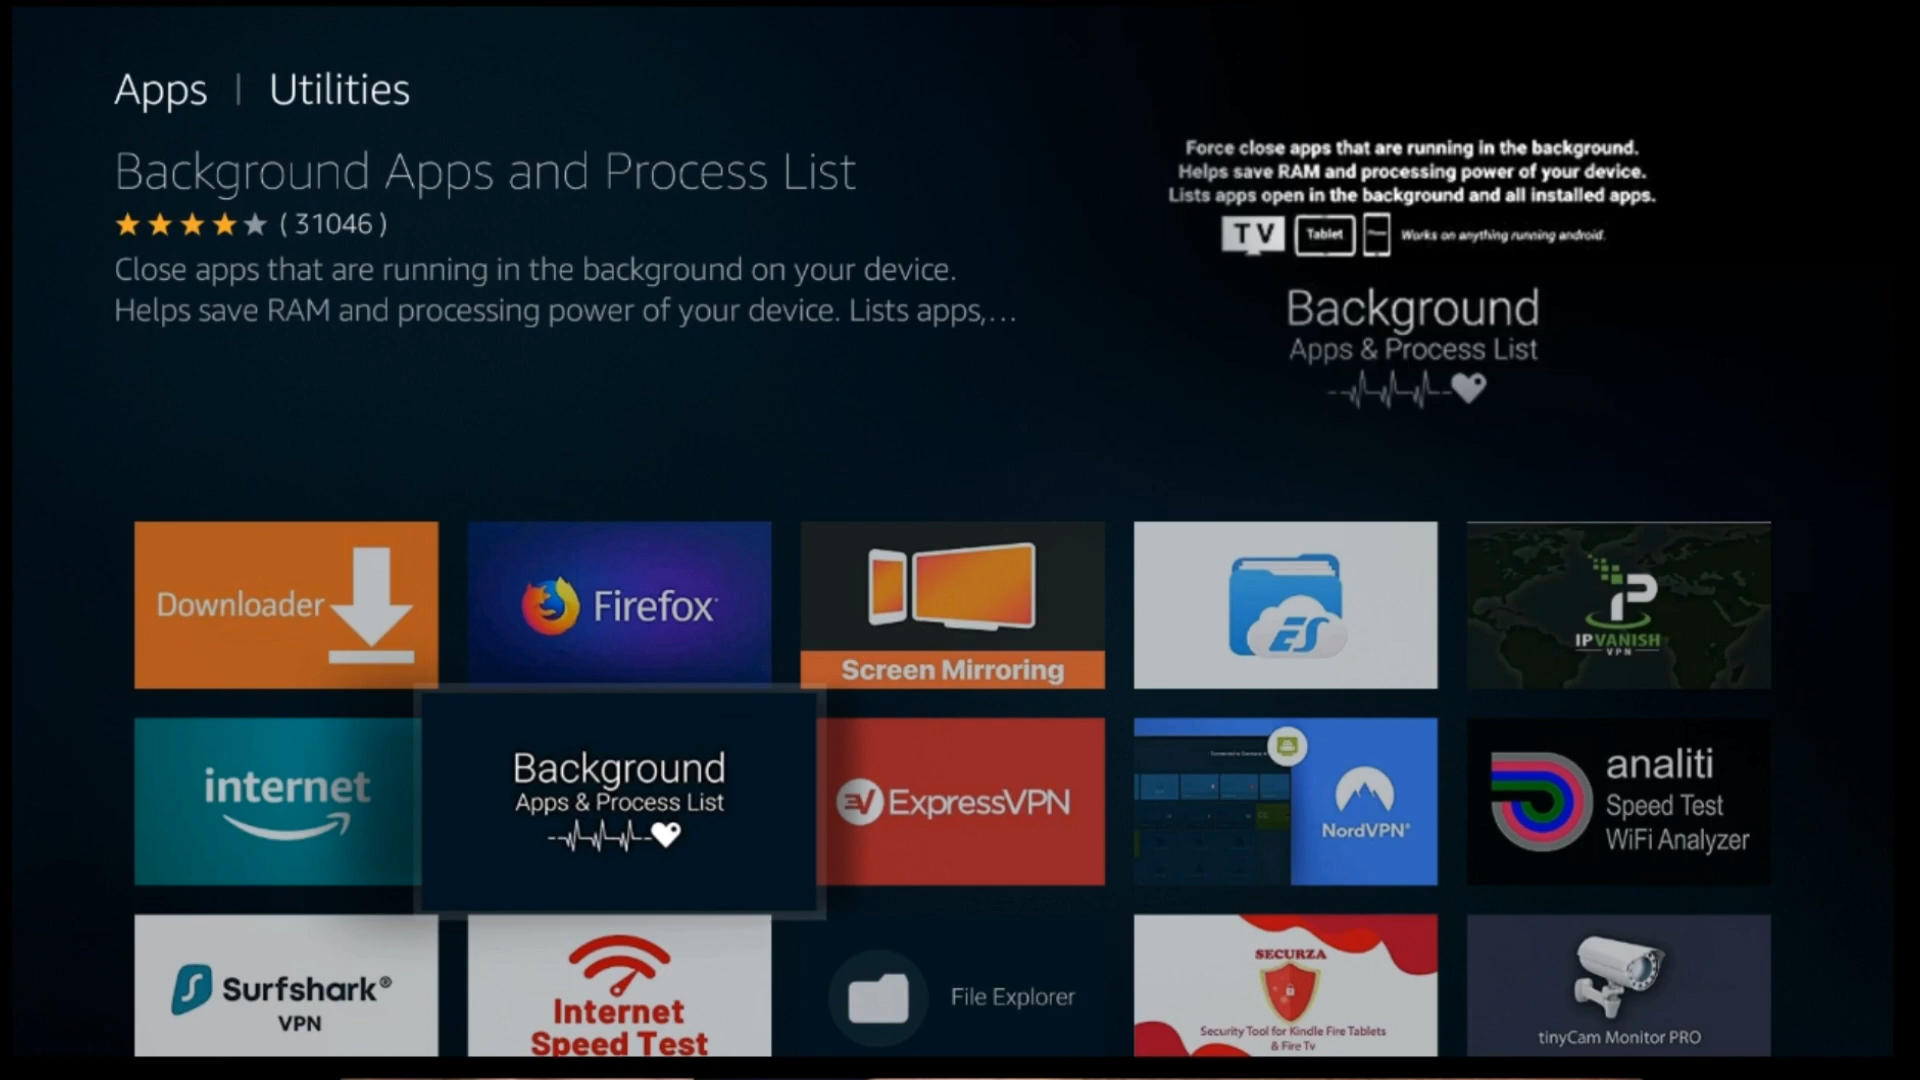 Apps | Utilities
Background Apps and Process List
( 31046 )
Close apps that are running in the background on your device.
Helps save RAM and processing power of your device. Lists apps,...
Force close apps that are running in the background.
Helps save RAM and processing power of your device.
Lists apps open in the background and all installed apps.
TV Tablet Works on anything running android.
Background
Apps & Process List
Downloader
Firefox
Screen Mirroring
ES
IPVANISH
VPN
internet
Background
Apps & Process List
EV ExpressVPN
NordVPN®
analiti
Speed Test
WiFi Analyzer
Surfshark®
VPN
Internet
Speed Test
File Explorer
SECURZA
Security Tool for Kindle Fire Tablets
& Fire Tv
tinyCam Monitor PRO